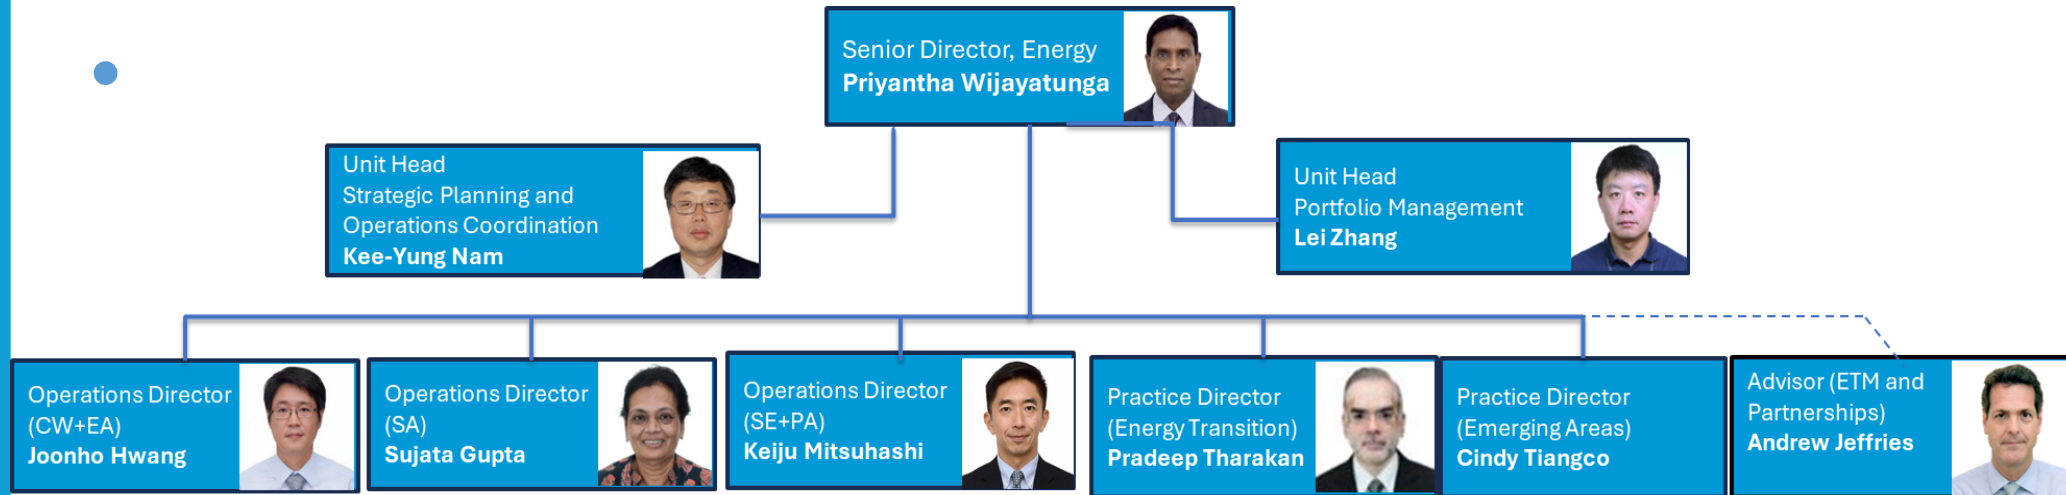 Senior Director, Energy
Priyantha Wijayatunga
Unit Head
Strategic Planning and
Operations Coordination
Kee-Yung Nam
Unit Head
Portfolio Management
Lei Zhang
Operations Director
(CW+EA)
Joonho Hwang
Operations Director
(SA)
Sujata Gupta
Operations Director
(SE+PA)
Keiju Mitsuhashi
Practice Director
(Energy Transition)
Pradeep Tharakan
Practice Director
(Emerging Areas)
Cindy Tiangco
Advisor (ETM and
Partnerships)
Andrew Jeffries